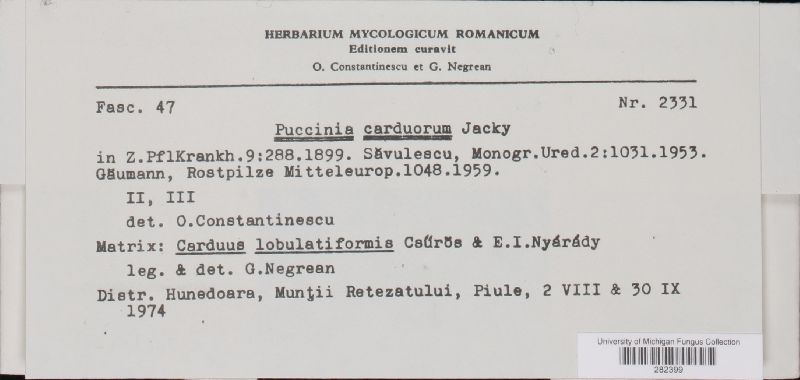 HERBARIUM MYCOLOGICUM ROMANICUM
Editionem curavit
O. Constantinescu et G. Negrean
Fasc. 47
Nr. 2331
Puccinia carduorum Jacky
in Z.PflKrankh.9:288.1899. Săvulescu, Monogr.Ured.2:1031.1953.
Gäumann, Rostpilze Mitteleurop.1048.1959.
II, III
det. O.Constantinescu
Matrix: Carduus lobulatiformis Csűrös & E.I.Nyárády
leg. & det. G.Negrean
Distr. Hunedoara, Munţii Retezatului, Piule, 2 VIII & 30 IX
1974
University of Michigan Fungus Collection
282399